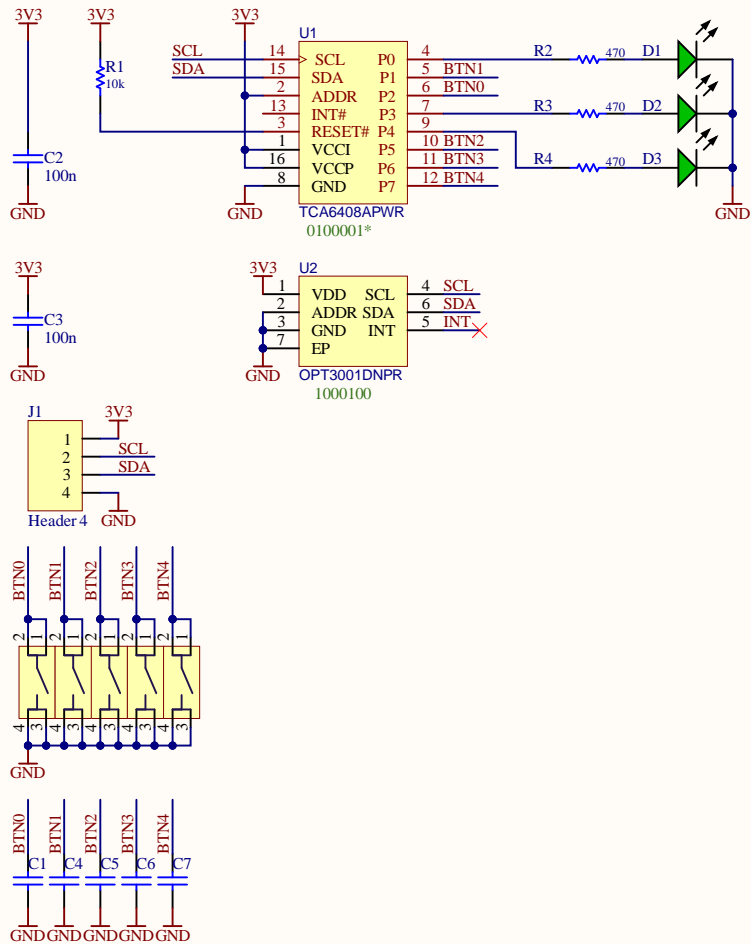 3V3 3V3 3V3
U1
SCL 14 SCL P0 4 R2 470 D1
SDA 15 SDA P1 5 BTN1
R1 2 ADDR P2 6 BTN0
10k 13 INT# P3 7 R3 470 D2
3 RESET# P4 9
1 VCCI P5 10 BTN2
C2 16 VCCP P6 11 BTN3 R4 470 D3
100n 8 GND P7 12 BTN4
GND GND TCA6408APWR GND
0100001*
3V3 3V3 U2
1 VDD SCL 4 SCL
2 ADDR SDA 6 SDA
C3 3 GND INT 5 INT
100n 7 EP
GND GND OPT3001DNPR
1000100
J1 3V3
1
2 SCL
3 SDA
4
Header 4 GND
BTN0 BTN1 BTN2 BTN3 BTN4
2 1 2 1 2 1 2 1 2 1
4 3 4 3 4 3 4 3 4 3
GND
BTN0 BTN1 BTN2 BTN3 BTN4
C1 C4 C5 C6 C7
GND GND GND GND GND